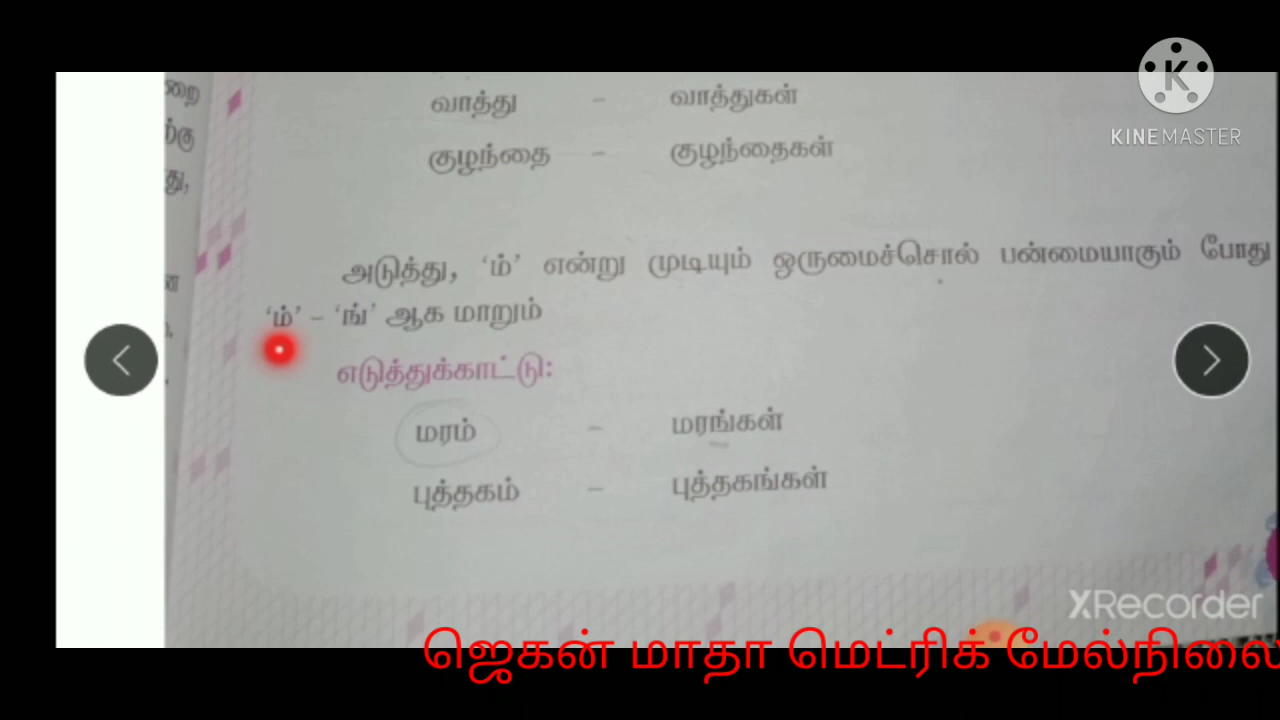 றை
ற்கு
து,
வாத்து - வாத்துகள்
குழந்தை - குழந்தைகள்
அடுத்து, 'ம்' என்று முடியும் ஒருமைச்சொல் பன்மையாகும் போது
'ம்' – 'ங்' ஆக மாறும்
எடுத்துக்காட்டு:
மரம் - மரங்கள்
புத்தகம் - புத்தகங்கள்
K
KINEMASTER
XRecorder
ஜெகன் மாதா மெட்ரிக் மேல்நிலை